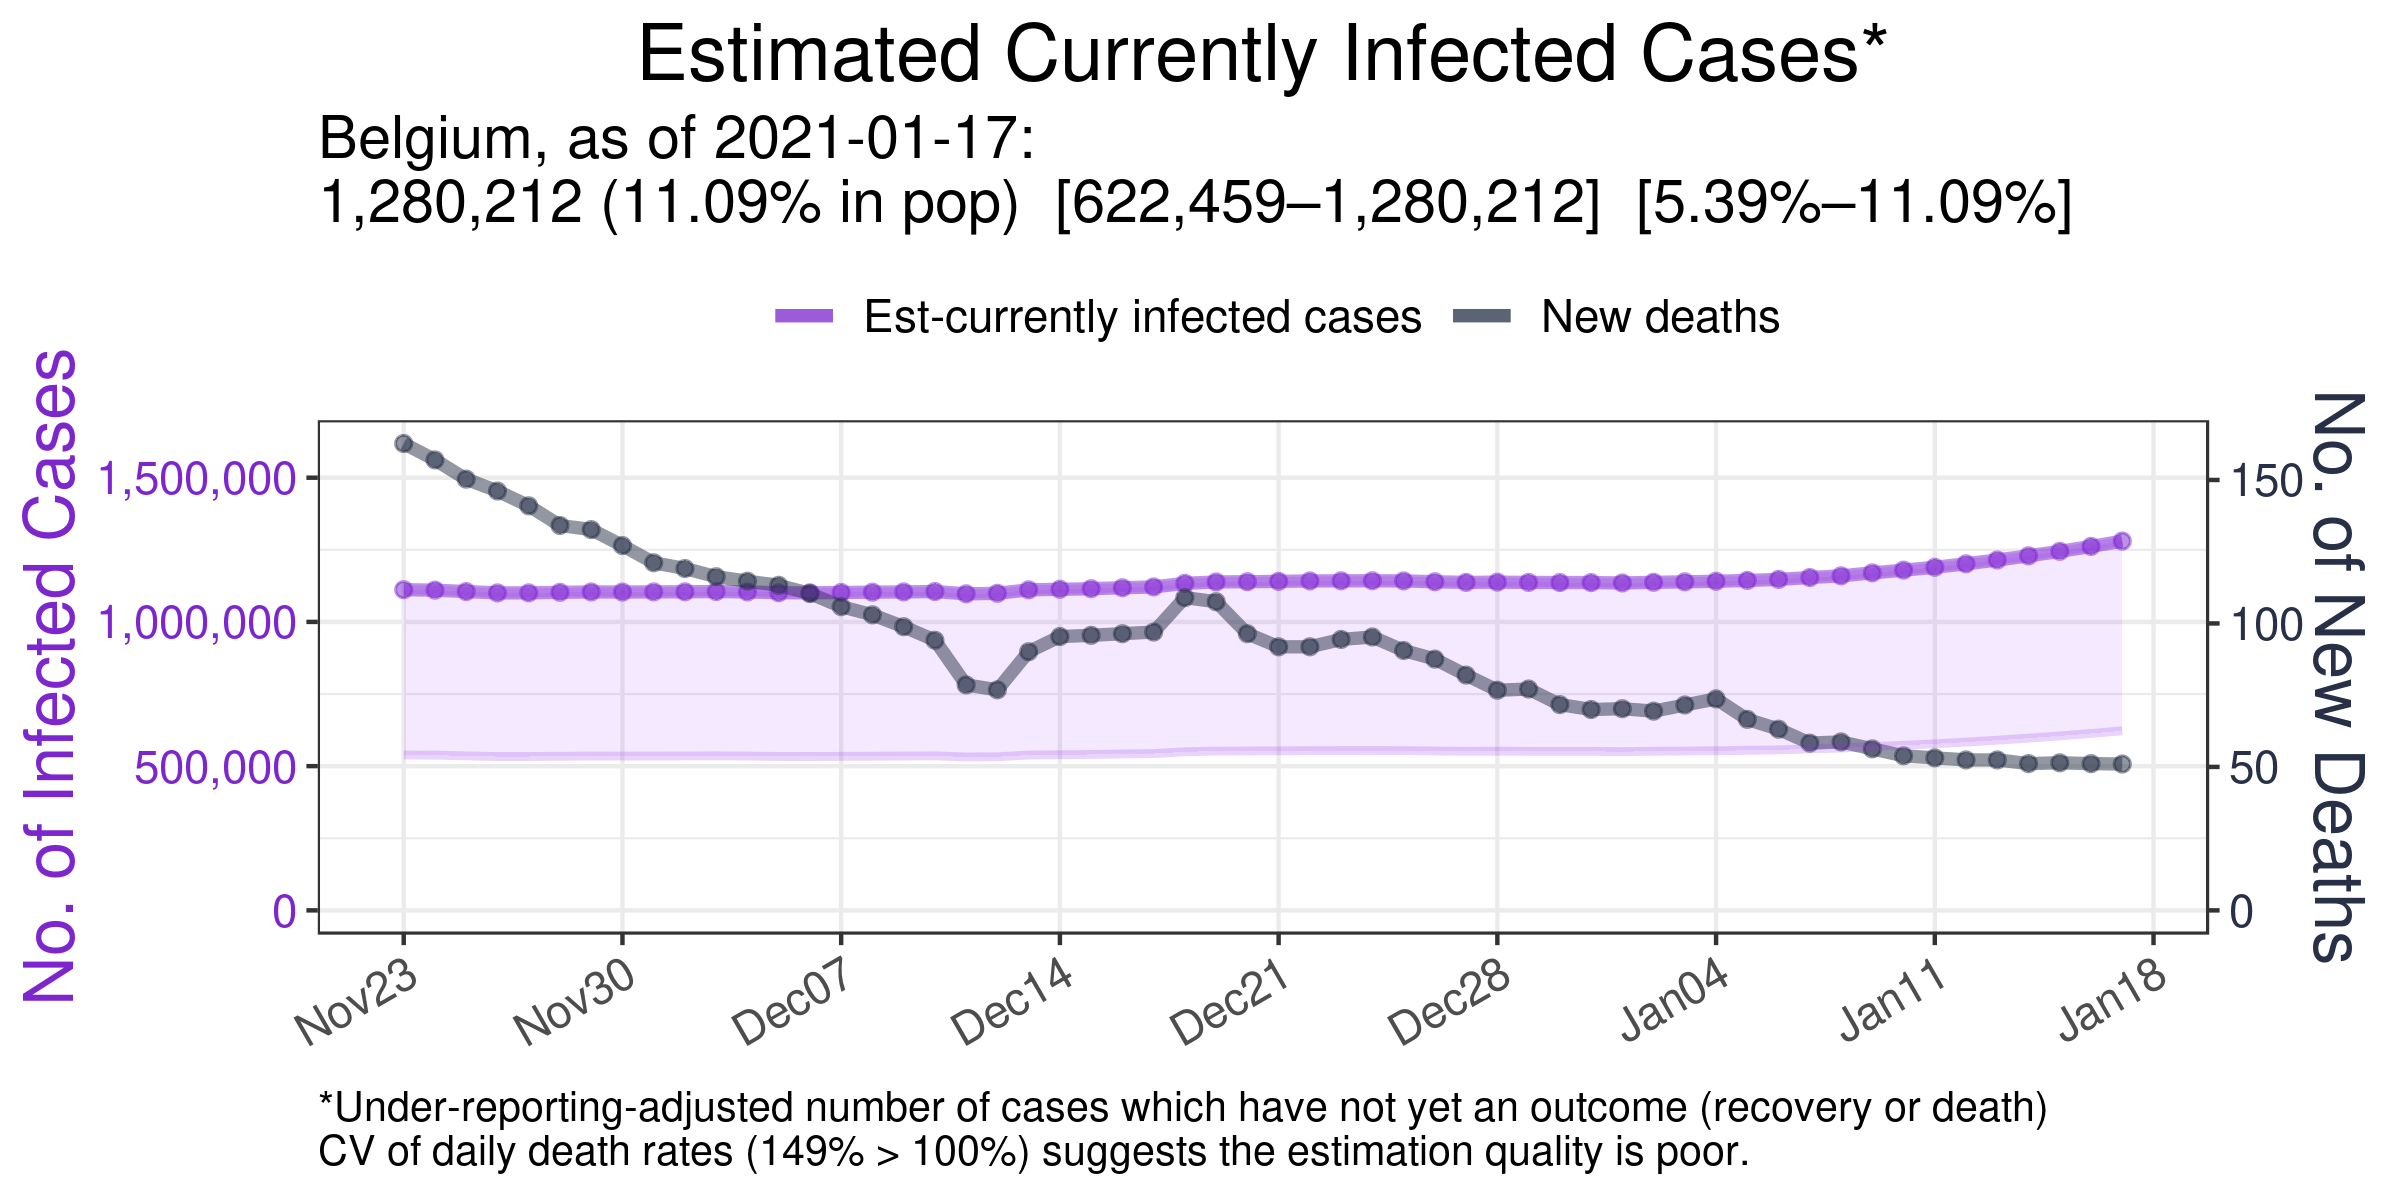 Estimated Currently Infected Cases*
Belgium, as of 2021-01-17:
1,280,212 (11.09% in pop)  [622,459–1,280,212]  [5.39%–11.09%]
Est-currently infected cases
New deaths
No. of Infected Cases
1,500,000
1,000,000
500,000
0
150
100
50
0
No. of New Deaths
Nov23
Nov30
Dec07
Dec14
Dec21
Dec28
Jan04
Jan11
Jan18
*Under-reporting-adjusted number of cases which have not yet an outcome (recovery or death)
CV of daily death rates (149% > 100%) suggests the estimation quality is poor.